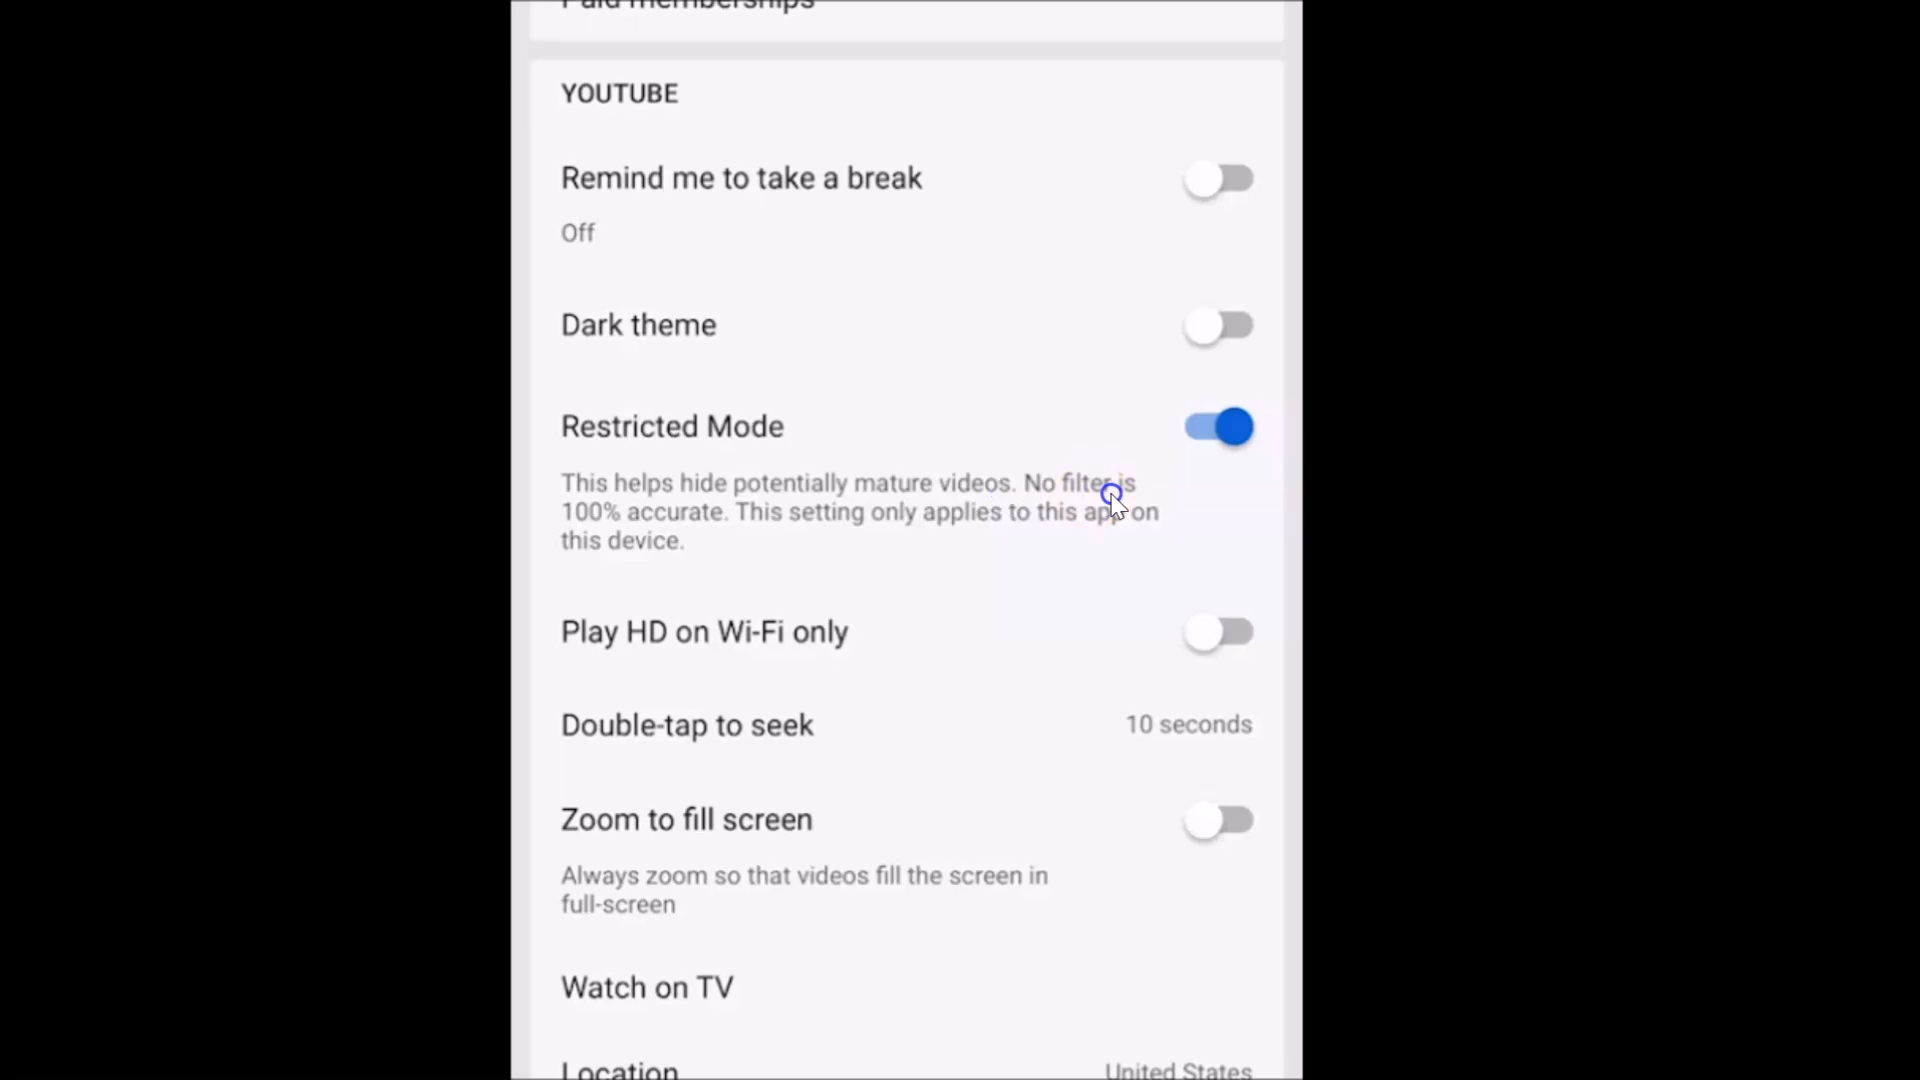 Paid memberships
YOUTUBE
Remind me to take a break
Off
Dark theme
Restricted Mode
This helps hide potentially mature videos. No filter is
100% accurate. This setting only applies to this app on
this device.
Play HD on Wi-Fi only
Double-tap to seek
10 seconds
Zoom to fill screen
Always zoom so that videos fill the screen in
full-screen
Watch on TV
Location
United States